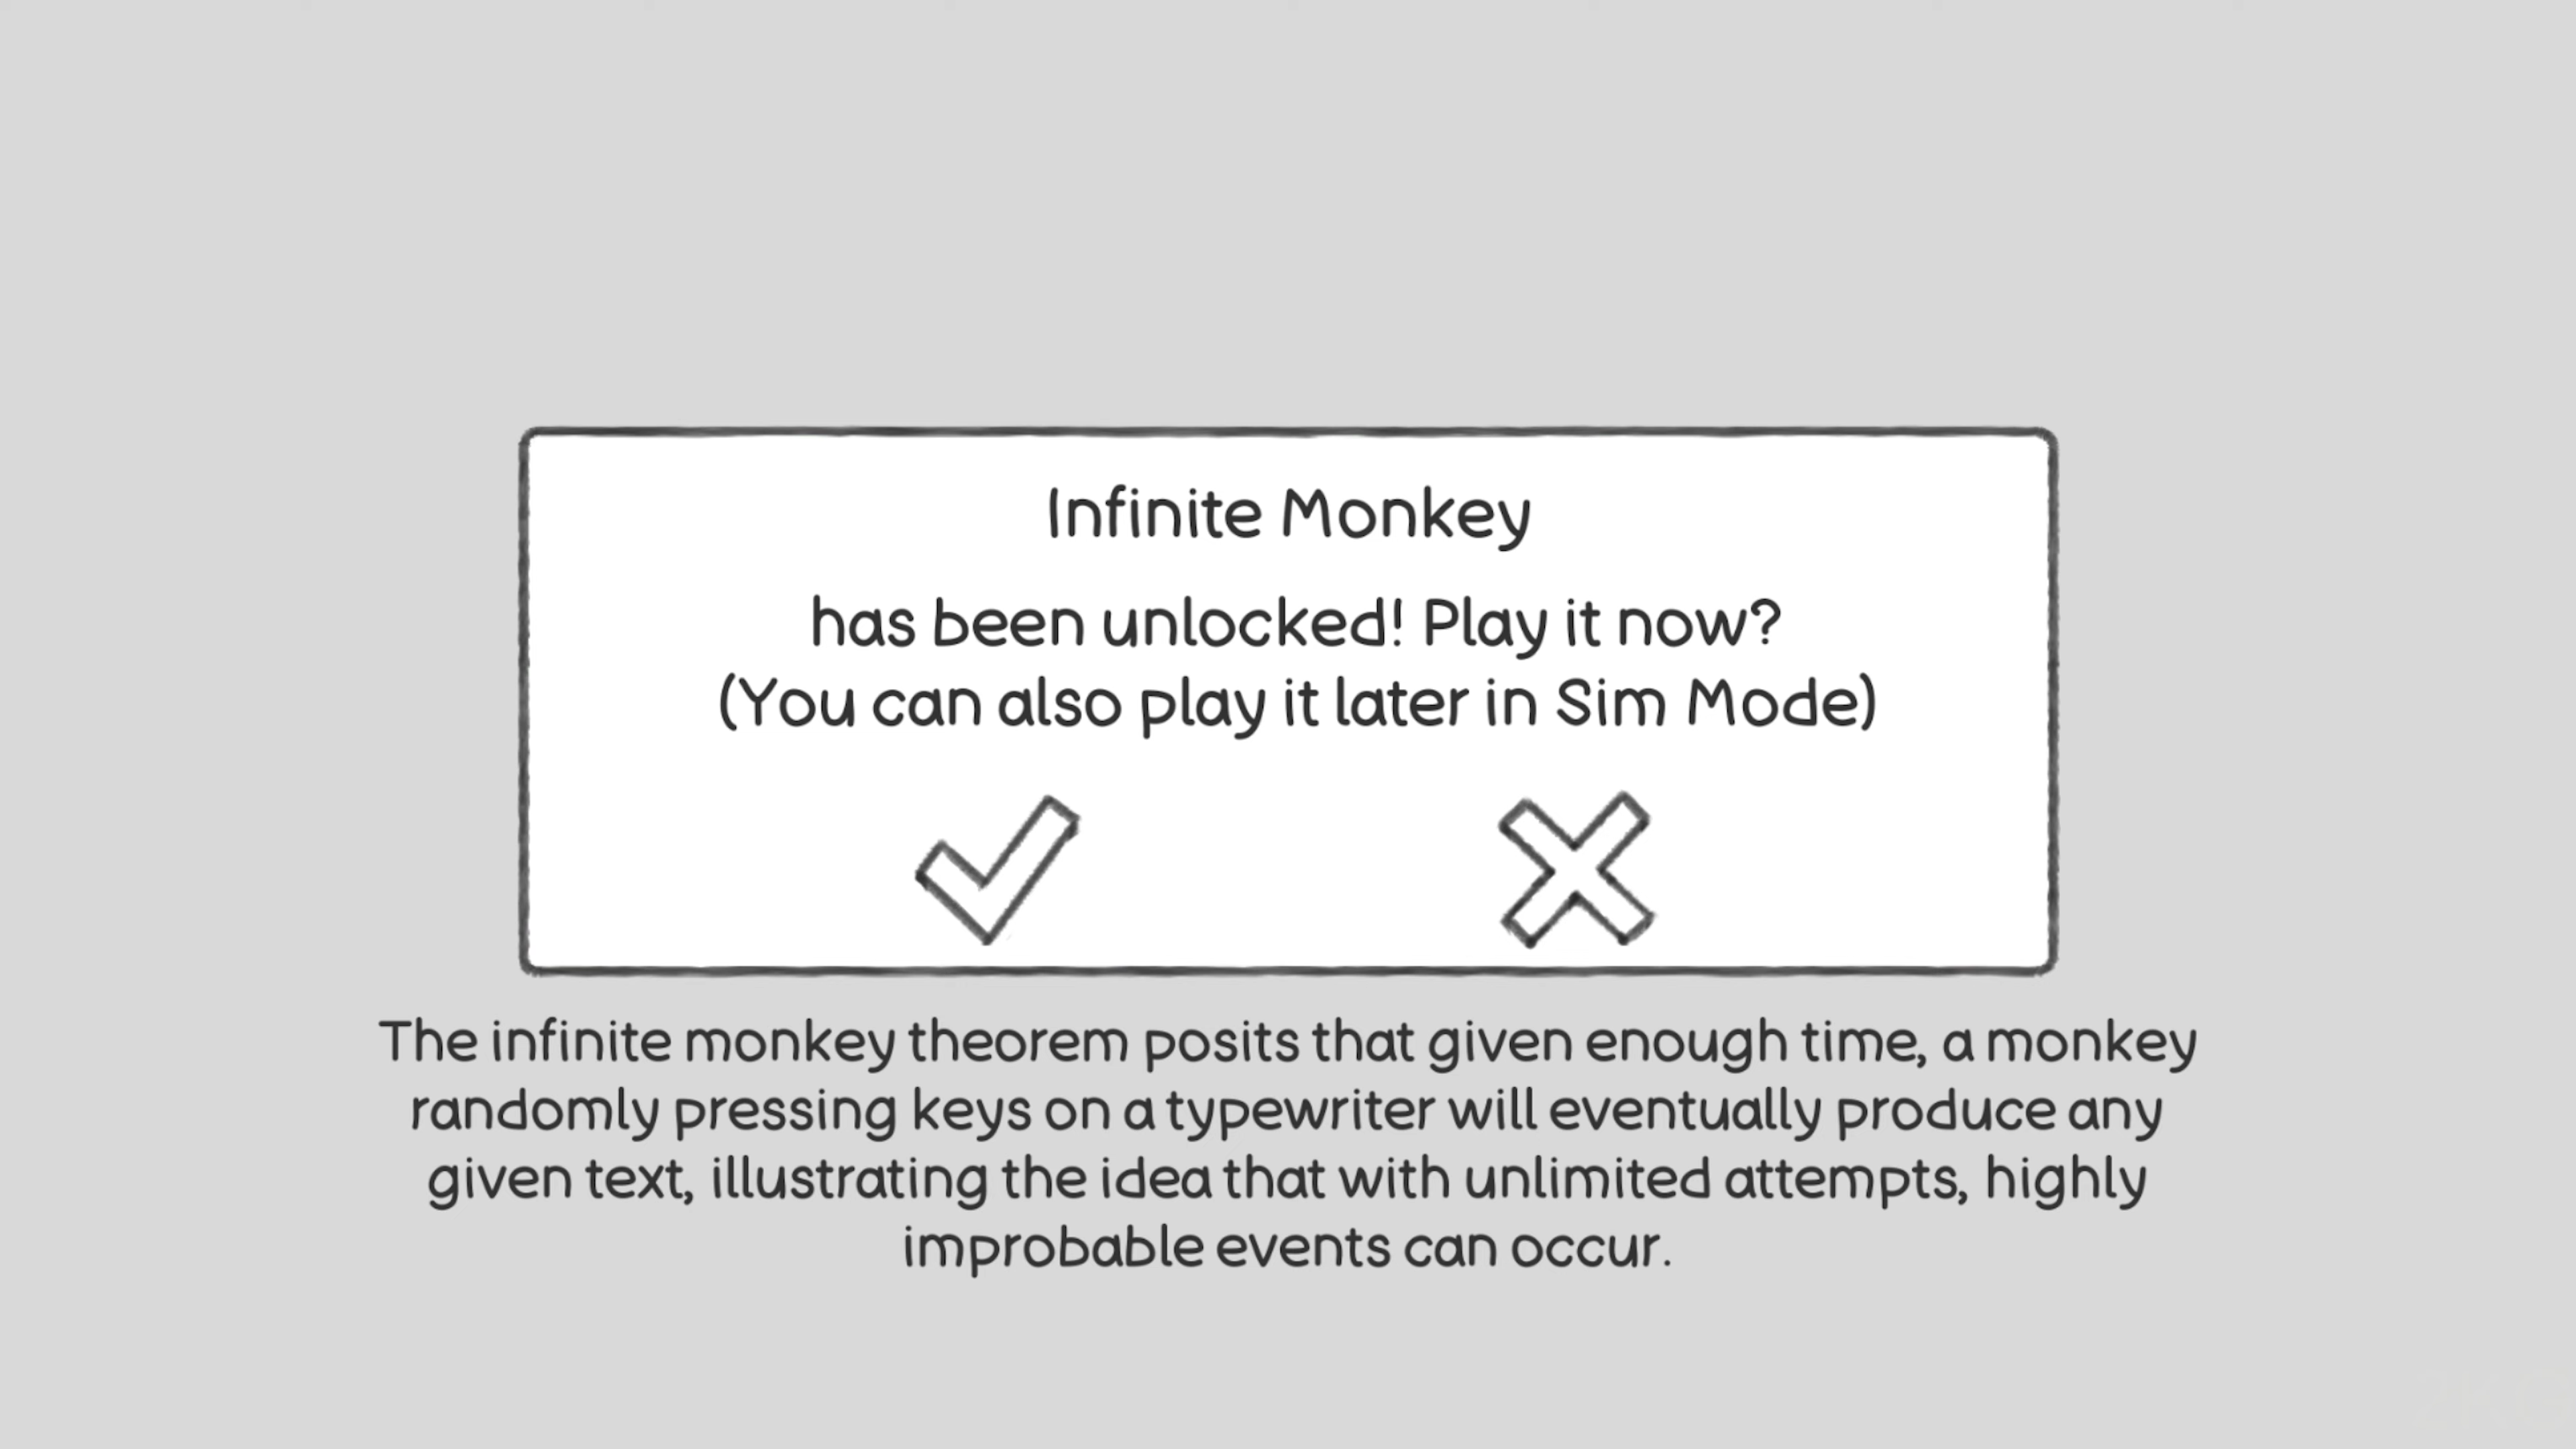 Infinite Monkey
has been unlocked! Play it now?
(You can also play it later in Sim Mode)
The infinite monkey theorem posits that given enough time, a monkey
randomly pressing keys on a typewriter will eventually produce any
given text, illustrating the idea that with unlimited attempts, highly
improbable events can occur.